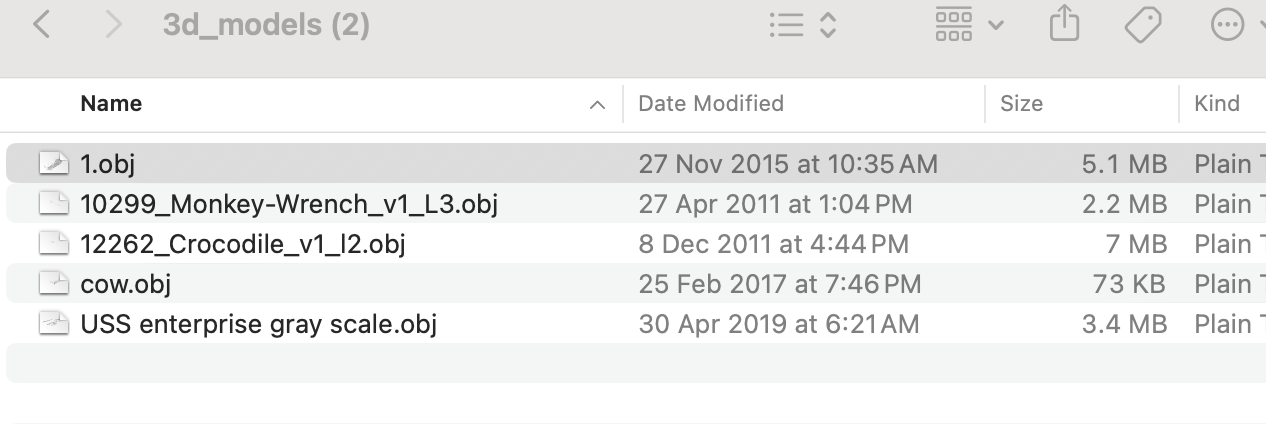 3d_models (2)
Name Date Modified Size Kind
1.obj 27 Nov 2015 at 10:35 AM 5.1 MB Plain
10299_Monkey-Wrench_v1_L3.obj 27 Apr 2011 at 1:04 PM 2.2 MB Plain
12262_Crocodile_v1_l2.obj 8 Dec 2011 at 4:44 PM 7 MB Plain
cow.obj 25 Feb 2017 at 7:46 PM 73 KB Plain
USS enterprise gray scale.obj 30 Apr 2019 at 6:21 AM 3.4 MB Plain